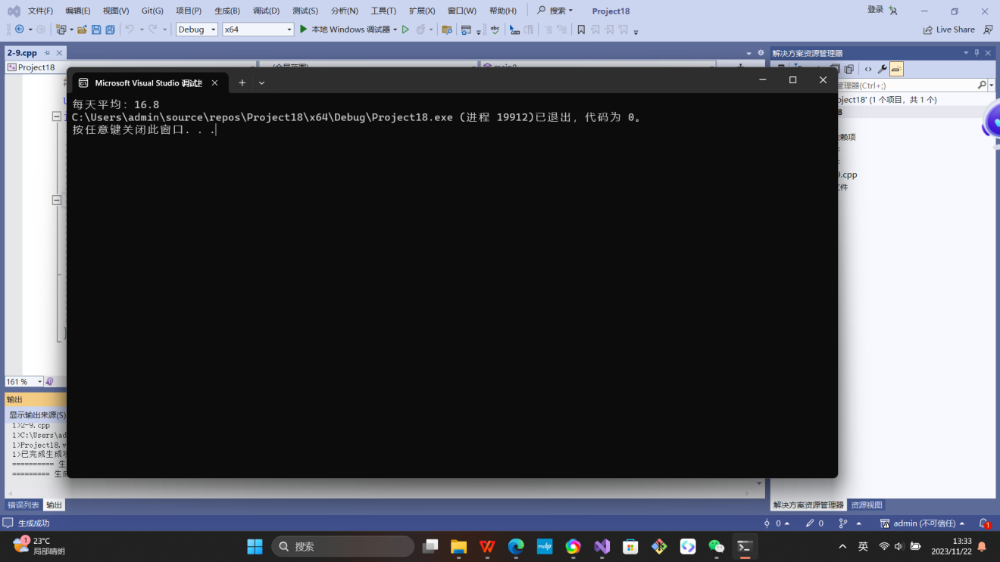 文件(F) 编辑(E) 视图(V) Git(G) 项目(P) 生成(B) 调试(D) 测试(S) 分析(N) 工具(T) 扩展(X) 窗口(W) 帮助(H) 搜索 Project18 登录
Debug x64 本地 Windows 调试器 Live Share
2-9.cpp 解决方案资源管理器
Project18 main()
Microsoft Visual Studio 调试
管理器(Ctrl+;)
oject18' (1 个项目，共 1 个)
每天平均：16.8
C:\Users\admin\source\repos\Project18\x64\Debug\Project18.exe (进程 19912)已退出，代码为 0。
按任意键关闭此窗口. . .
赖项
9.cpp
文件
161 %
输出
显示输出来源(S)
1>2-9.cpp
1>C:\Users\ad
1>Project18.v
1>已完成生成项
========== 生
========= 生成
错误列表 输出 解决方案资源管理器 资源视图
生成成功 0 0 admin (不可信任) 1
1 23°C 搜索 英 13:33
局部晴朗 2023/11/22